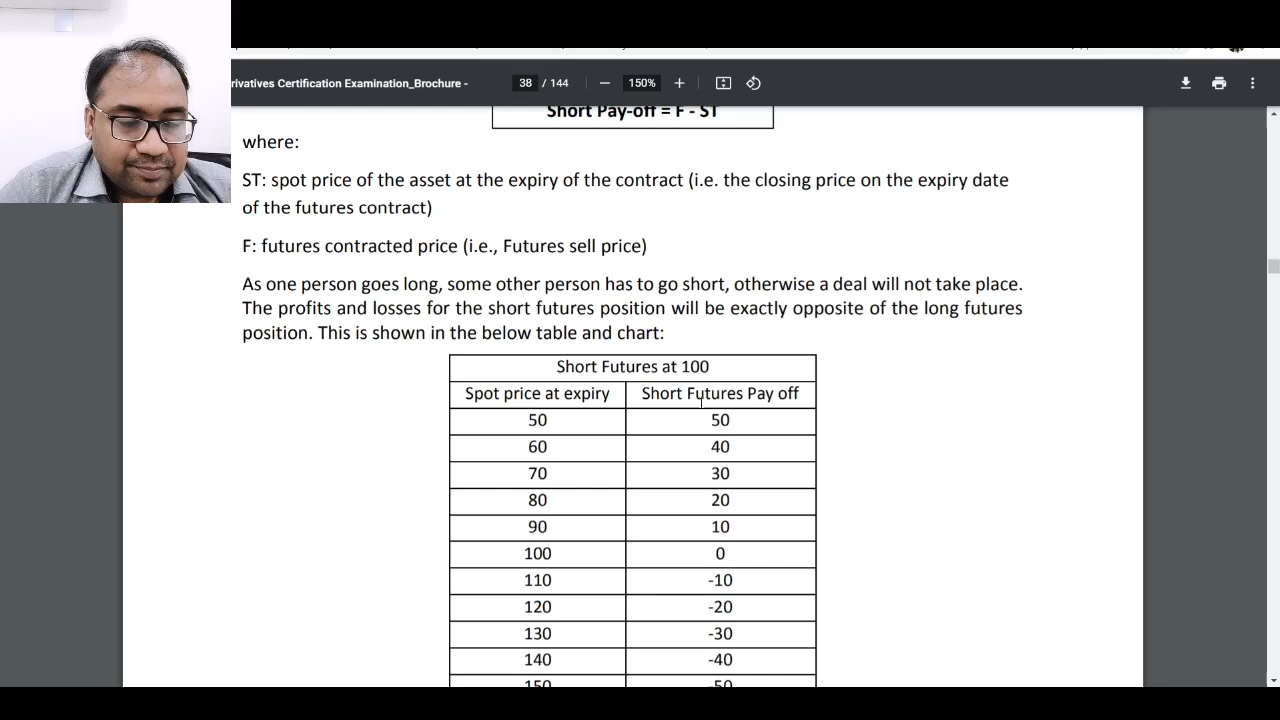 rivatives Certification Examination_Brochure -
38 / 144
150%
Short Pay-off = F - ST
where:
ST: spot price of the asset at the expiry of the contract (i.e. the closing price on the expiry date
of the futures contract)
F: futures contracted price (i.e., Futures sell price)
As one person goes long, some other person has to go short, otherwise a deal will not take place.
The profits and losses for the short futures position will be exactly opposite of the long futures
position. This is shown in the below table and chart:
Short Futures at 100
Spot price at expiry Short Futures Pay off
50 50
60 40
70 30
80 20
90 10
100 0
110 -10
120 -20
130 -30
140 -40
150 -50